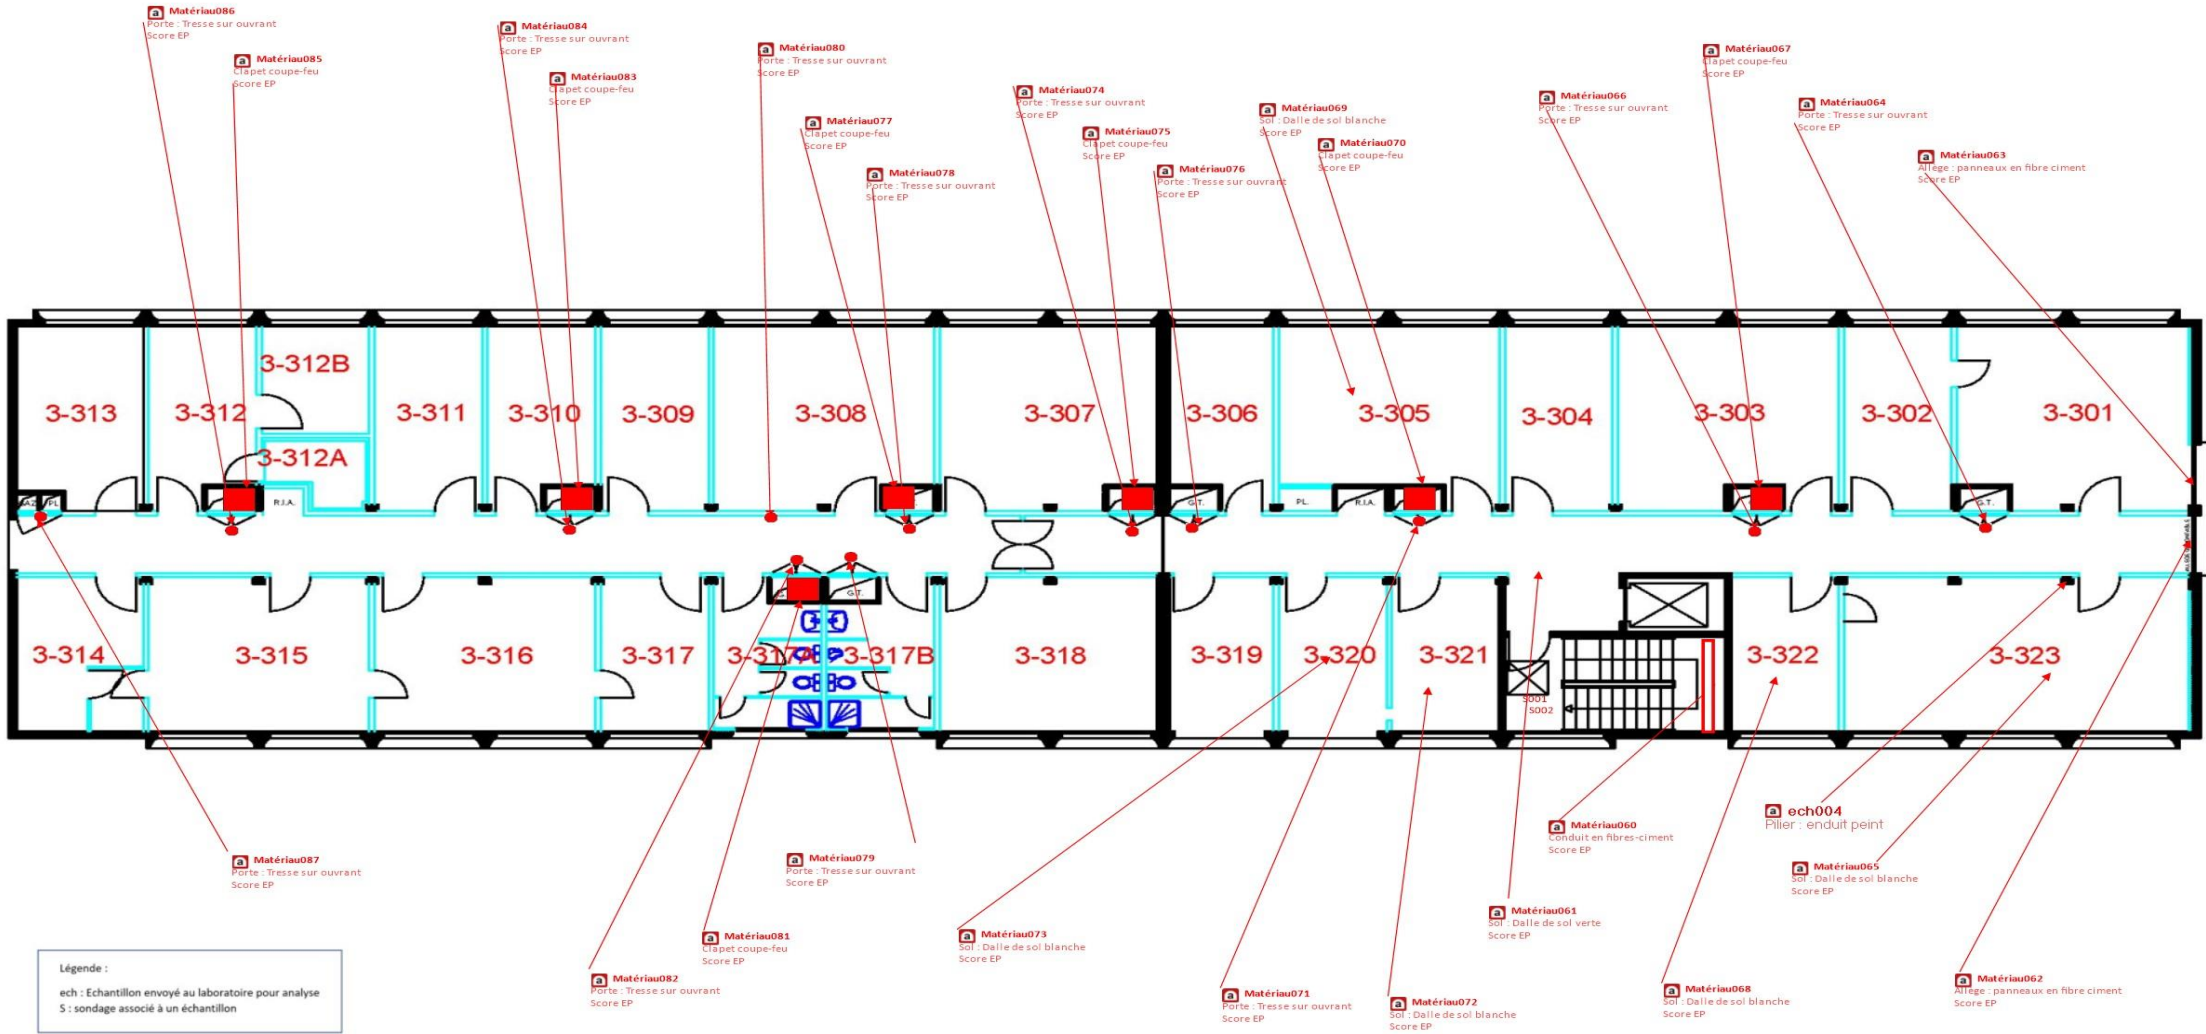 a Matériau086
Porte : Tresse sur ouvrant
Score EP
a Matériau085
Clapet coupe-feu
Score EP
a Matériau084
Porte : Tresse sur ouvrant
Score EP
a Matériau083
Clapet coupe-feu
Score EP
a Matériau080
Porte : Tresse sur ouvrant
Score EP
a Matériau077
Clapet coupe-feu
Score EP
a Matériau078
Porte : Tresse sur ouvrant
Score EP
a Matériau074
Porte : Tresse sur ouvrant
Score EP
a Matériau075
Clapet coupe-feu
Score EP
a Matériau076
Porte : Tresse sur ouvrant
Score EP
a Matériau069
Sol : Dalle de sol blanche
Score EP
a Matériau070
Clapet coupe-feu
Score EP
a Matériau066
Porte : Tresse sur ouvrant
Score EP
a Matériau067
Clapet coupe-feu
Score EP
a Matériau064
Porte : Tresse sur ouvrant
Score EP
a Matériau063
Allège : panneaux en fibre ciment
Score EP
3-313
3-312
3-312B
3-312A
3-311
3-310
3-309
3-308
3-307
3-306
3-305
3-304
3-303
3-302
3-301
PL
R.I.A.
G.T.
PL.
R.I.A.
G.T.
G.T.
3-314
3-315
3-316
3-317
3-317A
3-317B
3-318
3-319
3-320
3-321
3-322
3-323
S001
S002
a Matériau087
Porte : Tresse sur ouvrant
Score EP
a Matériau079
Porte : Tresse sur ouvrant
Score EP
a Matériau081
Clapet coupe-feu
Score EP
a Matériau082
Porte : Tresse sur ouvrant
Score EP
a Matériau073
Sol : Dalle de sol blanche
Score EP
a Matériau071
Porte : Tresse sur ouvrant
Score EP
a Matériau072
Sol : Dalle de sol blanche
Score EP
a Matériau061
Sol : Dalle de sol verte
Score EP
a Matériau060
Conduit en fibres-ciment
Score EP
a Matériau068
Sol : Dalle de sol blanche
Score EP
a ech004
Pilier : enduit peint
a Matériau065
Sol : Dalle de sol blanche
Score EP
a Matériau062
Allège : panneaux en fibre ciment
Score EP
Légende :
ech : Echantillon envoyé au laboratoire pour analyse
S : sondage associé à un échantillon